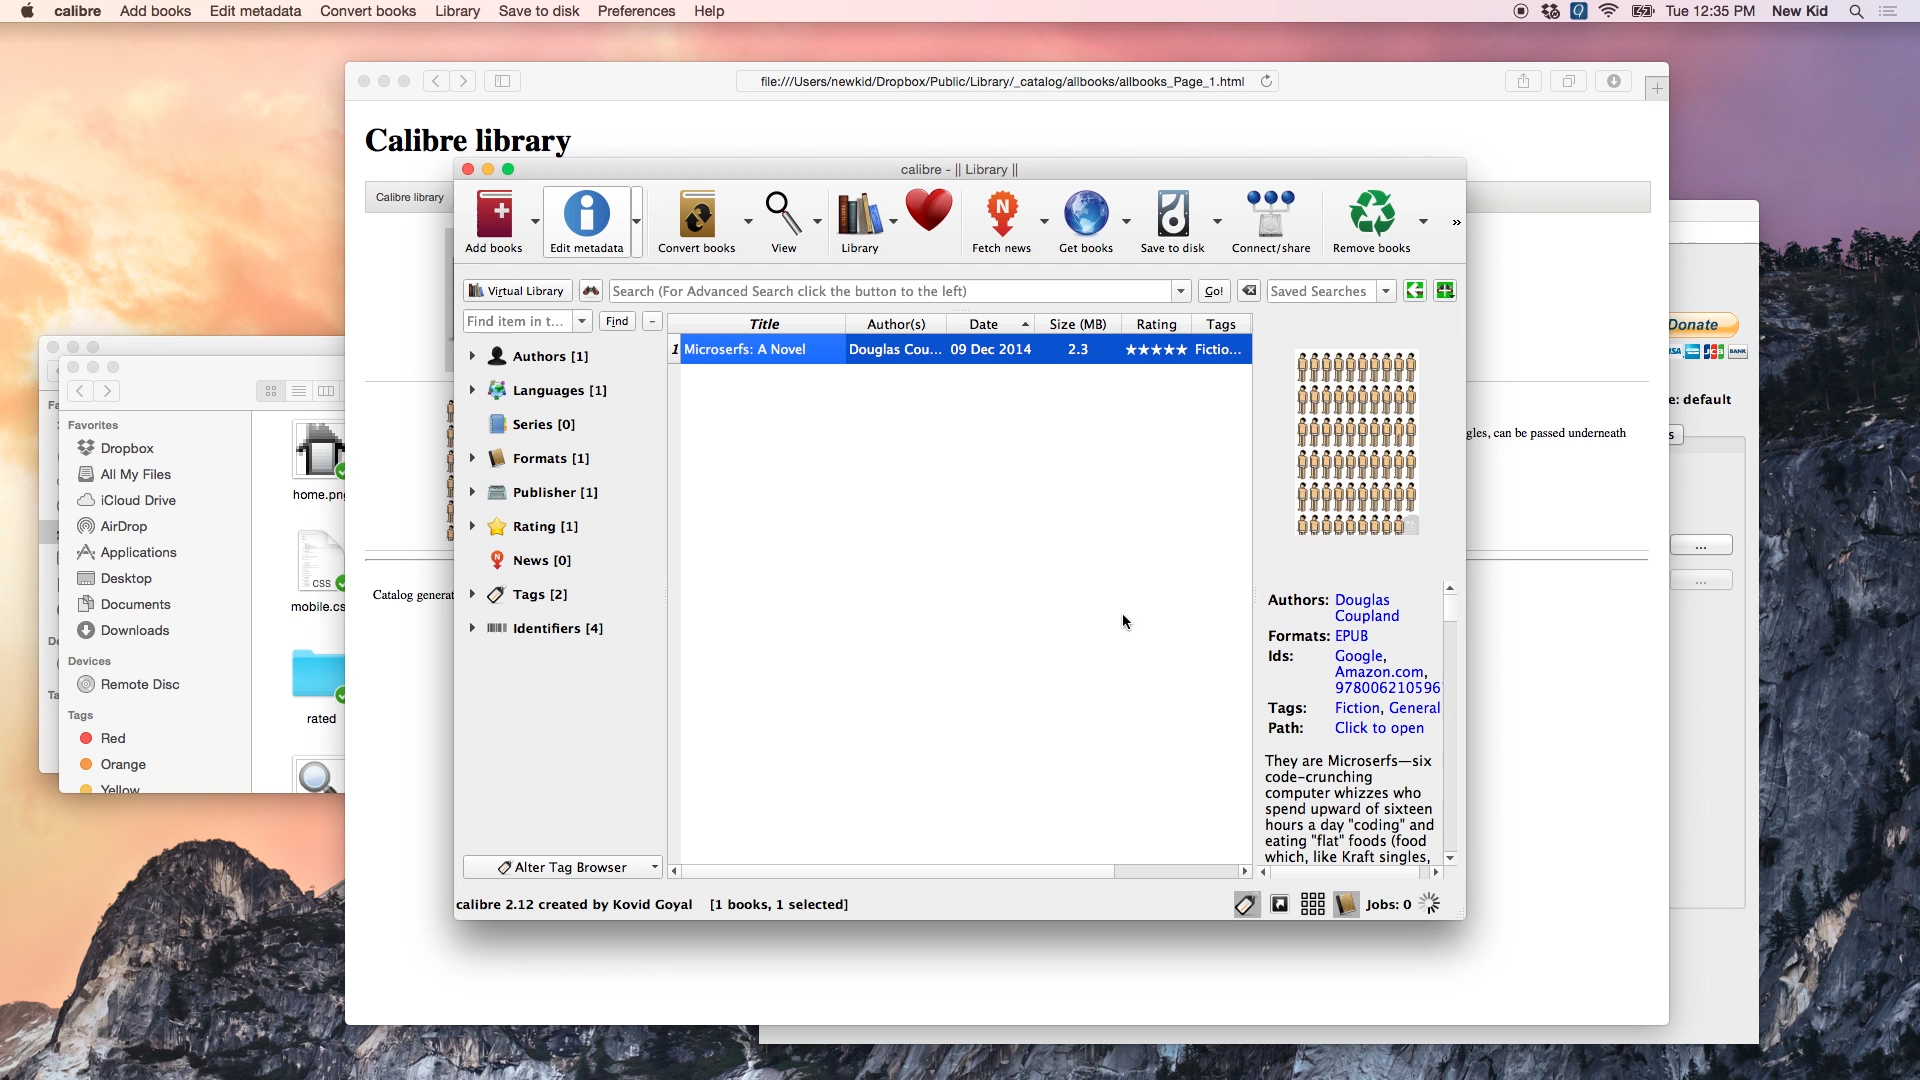 calibre Add books Edit metadata Convert books Library Save to disk Preferences Help
Tue 12:35 PM New Kid
file:///Users/newkid/Dropbox/Public/Library/_catalog/allbooks/allbooks_Page_1.html
Calibre library
Calibre library
calibre - || Library ||
Add books
Edit metadata
Convert books
View
Library
Fetch news
Get books
Save to disk
Connect/share
Remove books
»
Virtual Library
Search (For Advanced Search click the button to the left)
Go!
Saved Searches
Find item in t...
Find
Title Author(s) Date Size (MB) Rating Tags
1 Microserfs: A Novel Douglas Cou... 09 Dec 2014 2.3 ★★★★★ Fictio...
Authors [1]
Languages [1]
Series [0]
Formats [1]
Publisher [1]
Rating [1]
News [0]
Tags [2]
Identifiers [4]
Authors: Douglas
Coupland
Formats: EPUB
Ids: Google,
Amazon.com,
9780062105967
Tags: Fiction, General
Path: Click to open
They are Microserfs—six
code-crunching
computer whizzes who
spend upward of sixteen
hours a day "coding" and
eating "flat" foods (food
which, like Kraft singles,
Alter Tag Browser
calibre 2.12 created by Kovid Goyal [1 books, 1 selected]
Jobs: 0
Favorites
Dropbox
All My Files
iCloud Drive
AirDrop
Applications
Desktop
Documents
Downloads
Devices
Remote Disc
Tags
Red
Orange
Yellow
home.png
CSS
mobile.cs
rated
Catalog generat
Donate
VISA JCB BANK
e: default
s
gles, can be passed underneath
...
...